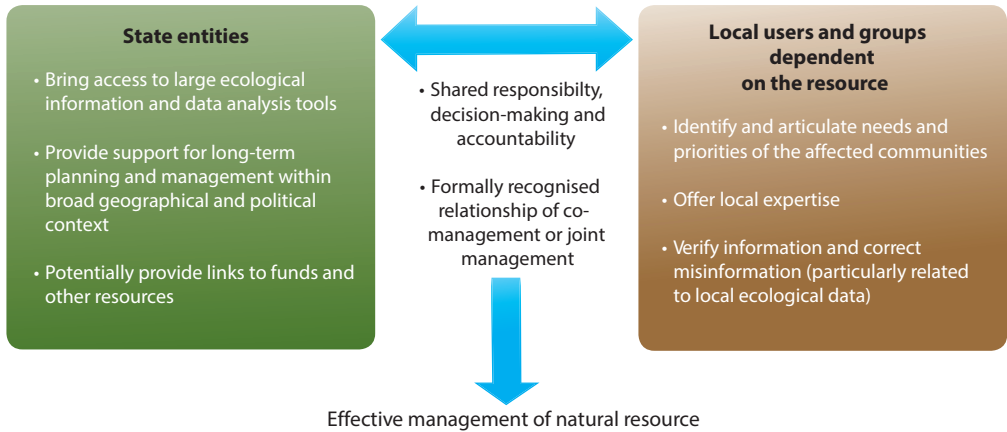 State entities
• Bring access to large ecological
information and data analysis tools
• Provide support for long-term
planning and management within
broad geographical and political
context
• Potentially provide links to funds and
other resources
• Shared responsibilty,
decision-making and
accountability
• Formally recognised
relationship of co-
management or joint
management
Local users and groups
dependent
on the resource
• Identify and articulate needs and
priorities of the affected communities
• Offer local expertise
• Verify information and correct
misinformation (particularly related
to local ecological data)
Effective management of natural resource